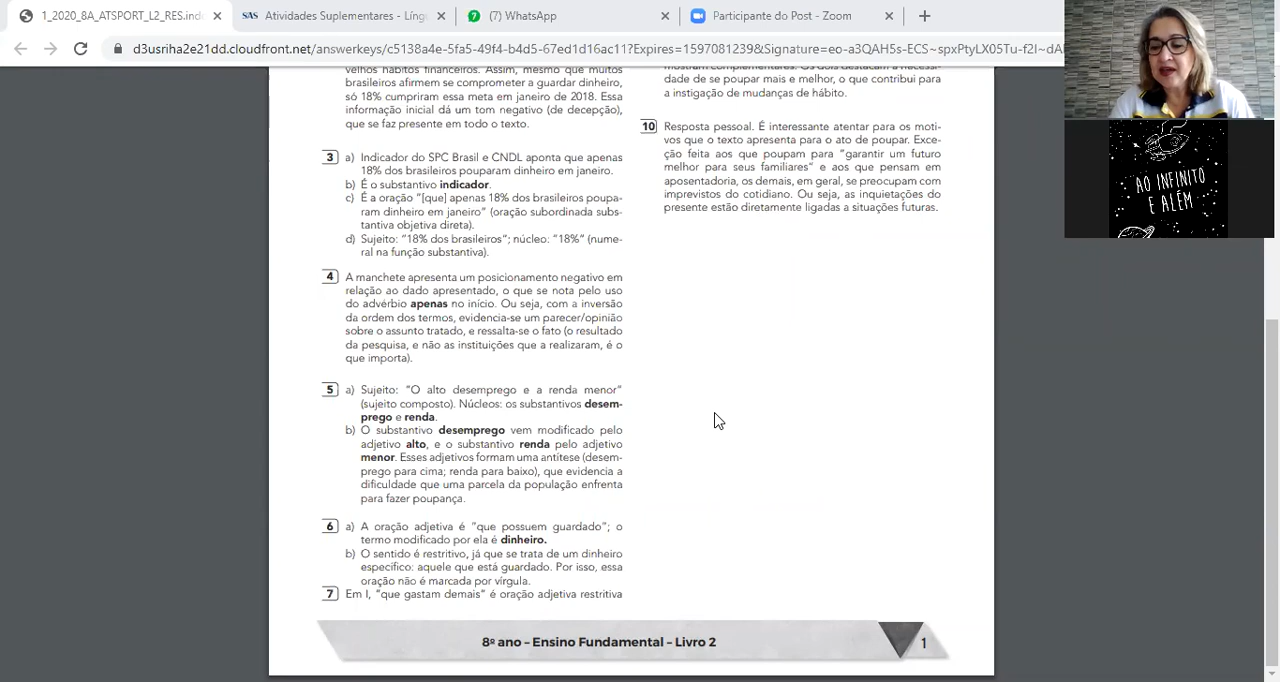 1_2020_8A_ATSPORT_L2_RES.ind
SAS Atividades Suplementares - Líng
(7) WhatsApp
Participante do Post - Zoom
d3usriha2e21dd.cloudfront.net/answerkeys/c5138a4e-5fa5-49f4-b4d5-67ed1d16ac11?Expires=1597081239&Signature=eo-a3QAH5s-ECS~spxPtyLX05Tu-f2I~dA
velhos hábitos financeiros. Assim, mesmo que muitos
brasileiros afirmem se comprometer a guardar dinheiro,
só 18% cumpriram essa meta em janeiro de 2018. Essa
informação inicial dá um tom negativo (de decepção),
que se faz presente em todo o texto.
3 a) Indicador do SPC Brasil e CNDL aponta que apenas
18% dos brasileiros pouparam dinheiro em janeiro.
b) É o substantivo indicador.
c) É a oração "[que] apenas 18% dos brasileiros poupa-
ram dinheiro em janeiro" (oração subordinada subs-
tantiva objetiva direta).
d) Sujeito: "18% dos brasileiros"; núcleo: "18%" (nume-
ral na função substantiva).
4 A manchete apresenta um posicionamento negativo em
relação ao dado apresentado, o que se nota pelo uso
do advérbio apenas no início. Ou seja, com a inversão
da ordem dos termos, evidencia-se um parecer/opinião
sobre o assunto tratado, e ressalta-se o fato (o resultado
da pesquisa, e não as instituições que a realizaram, é o
que importa).
5 a) Sujeito: "O alto desemprego e a renda menor"
(sujeito composto). Núcleos: os substantivos desem-
prego e renda.
b) O substantivo desemprego vem modificado pelo
adjetivo alto, e o substantivo renda pelo adjetivo
menor. Esses adjetivos formam uma antítese (desem-
prego para cima; renda para baixo), que evidencia a
dificuldade que uma parcela da população enfrenta
para fazer poupança.
6 a) A oração adjetiva é "que possuem guardado"; o
termo modificado por ela é dinheiro.
b) O sentido é restritivo, já que se trata de um dinheiro
específico: aquele que está guardado. Por isso, essa
oração não é marcada por vírgula.
7 Em I, "que gastam demais" é oração adjetiva restritiva
mostram complementares. Os dois destacam a necessi-
dade de se poupar mais e melhor, o que contribui para
a instigação de mudanças de hábito.
10 Resposta pessoal. É interessante atentar para os moti-
vos que o texto apresenta para o ato de poupar. Exce-
ção feita aos que poupam para "garantir um futuro
melhor para seus familiares" e aos que pensam em
aposentadoria, os demais, em geral, se preocupam com
imprevistos do cotidiano. Ou seja, as inquietações do
presente estão diretamente ligadas a situações futuras.
8º ano – Ensino Fundamental – Livro 2
1
AO INFINITO
E ALÉM